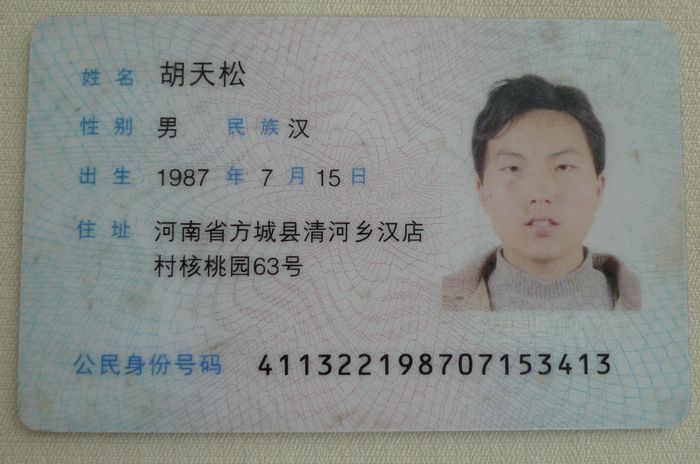 姓名 胡天松
性别 男 民族 汉
出生 1987 年 7 月 15 日
住址 河南省方城县清河乡汉店
村核桃园63号
公民身份号码 411322198707153413